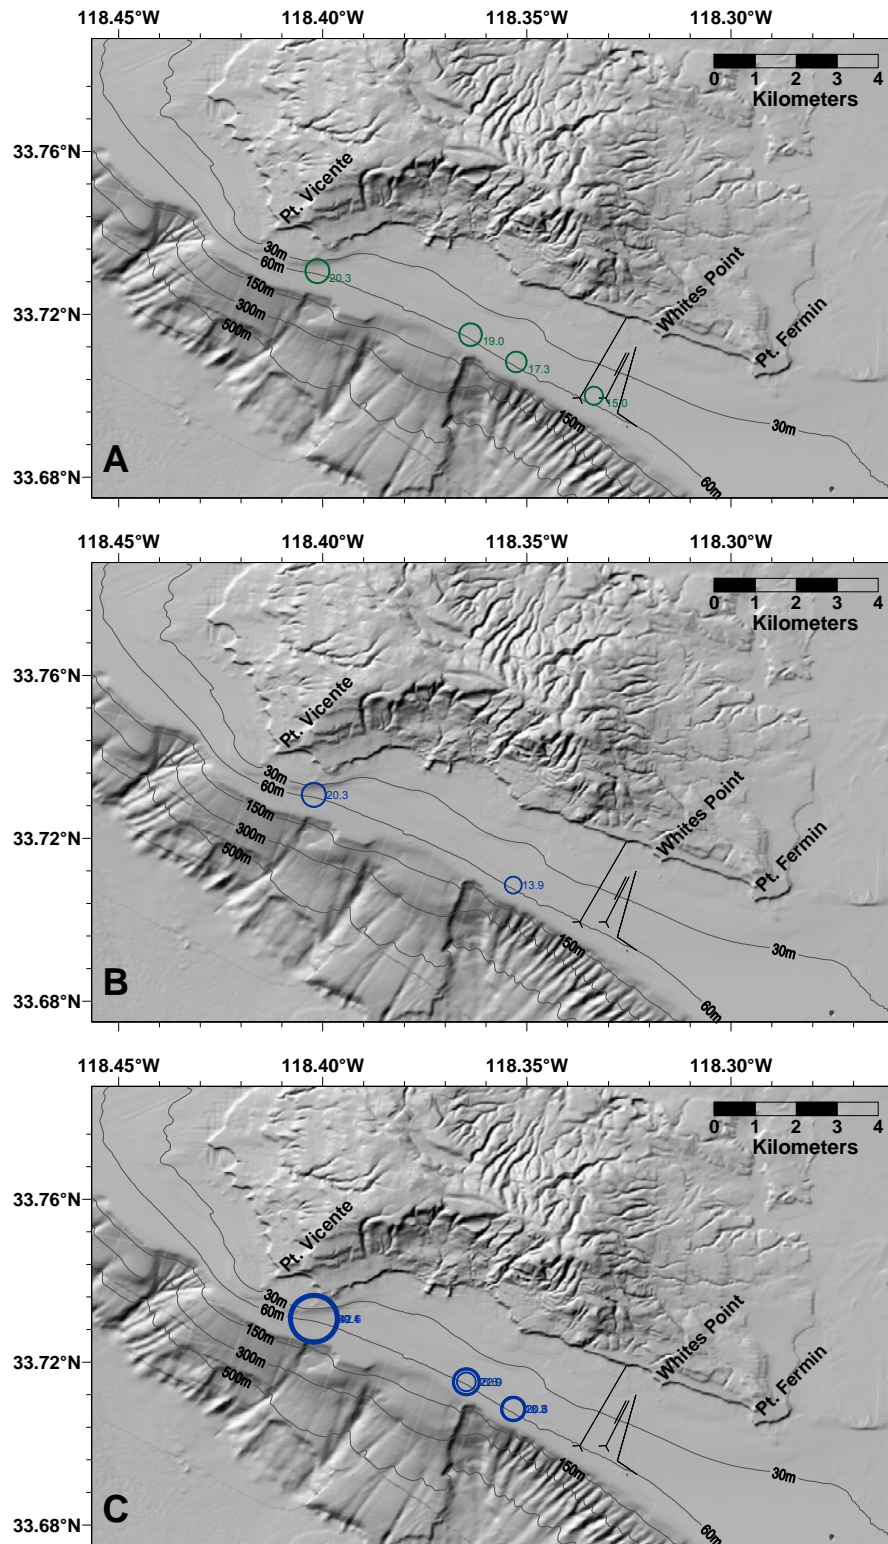 118.45°W 118.40°W 118.35°W 118.30°W
0 1 2 3 4
Kilometers
33.76°N
Pt. Vicente
30m
60m
20.3
150m
33.72°N
300m
Whites Point
500m
19.0
Pt. Fermin
17.3
15.0
150m
30m
A
33.68°N
60m
118.45°W 118.40°W 118.35°W 118.30°W
0 1 2 3 4
Kilometers
33.76°N
Pt. Vicente
30m
60m
20.3
150m
33.72°N
300m
Whites Point
500m
Pt. Fermin
13.9
150m
30m
B
33.68°N
60m
118.45°W 118.40°W 118.35°W 118.30°W
0 1 2 3 4
Kilometers
33.76°N
Pt. Vicente
30m
60m
150m
33.72°N
300m
Whites Point
500m
Pt. Fermin
150m
30m
C
33.68°N
60m